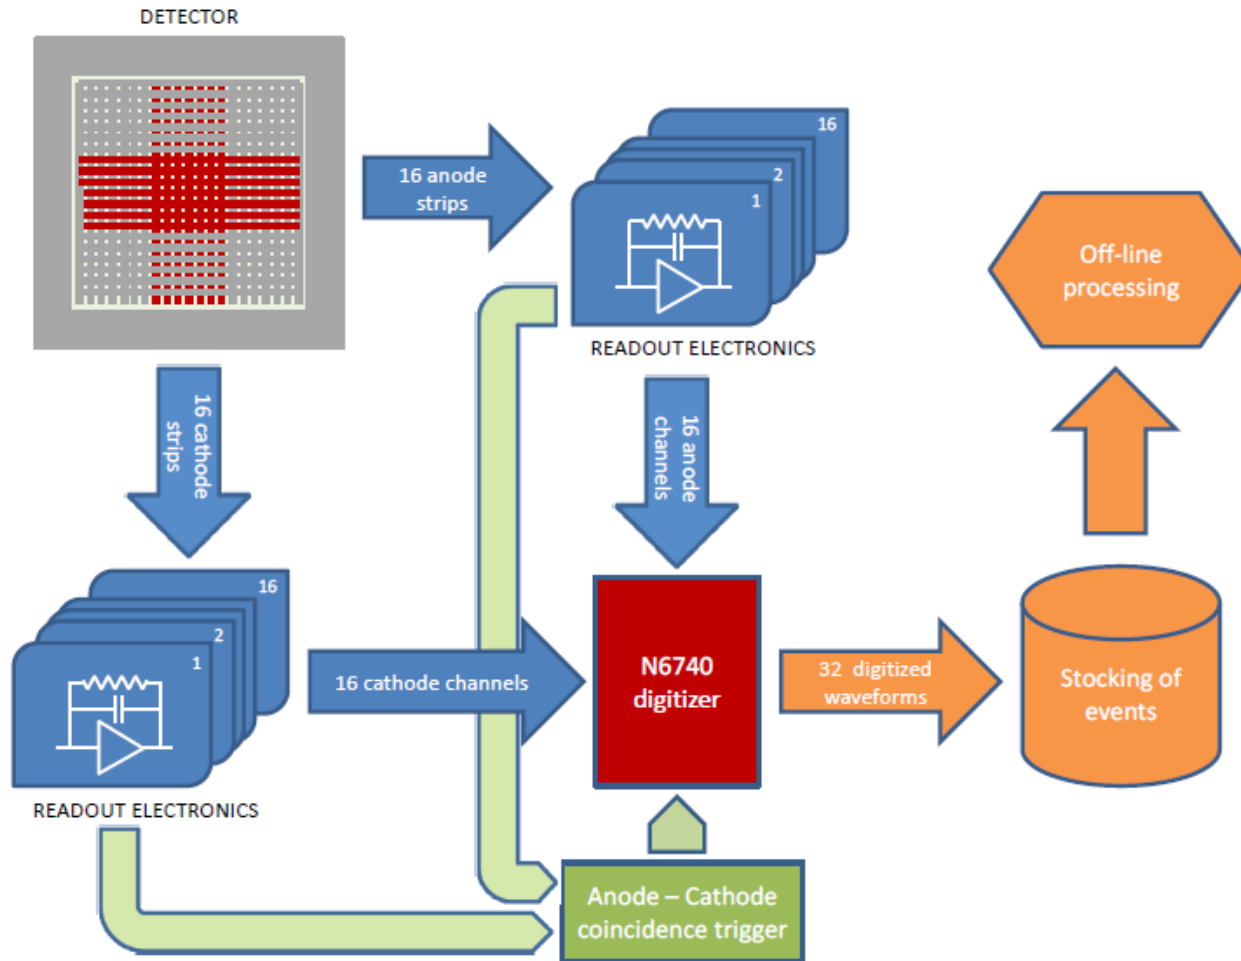 DETECTOR
16 anode
strips
16
2
1
READOUT ELECTRONICS
Off-line
processing
16 cathode
strips
16 anode
channels
16
2
1
READOUT ELECTRONICS
16 cathode channels
N6740
digitizer
32 digitized
waveforms
Stocking of
events
Anode – Cathode
coincidence trigger